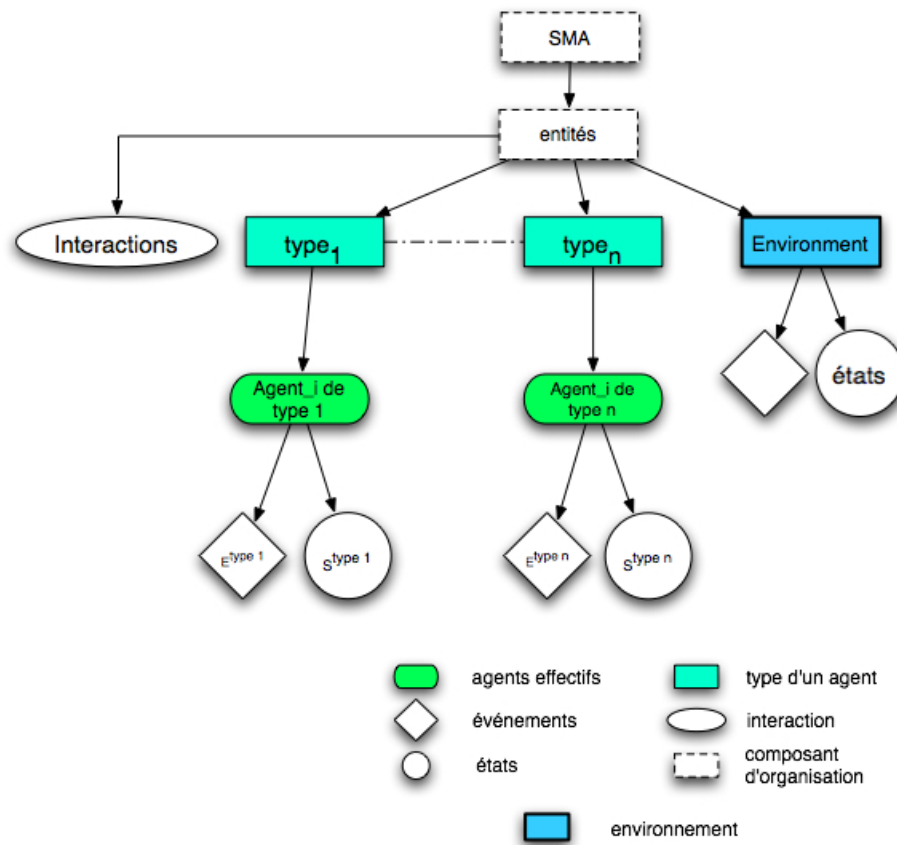 SMA
entités
Interactions
type1
typen
Environment
états
Agent_i de
type 1
Agent_i de
type n
Etype 1
Stype 1
Etype n
Stype n
agents effectifs
type d'un agent
événements
interaction
états
composant
d'organisation
environnement